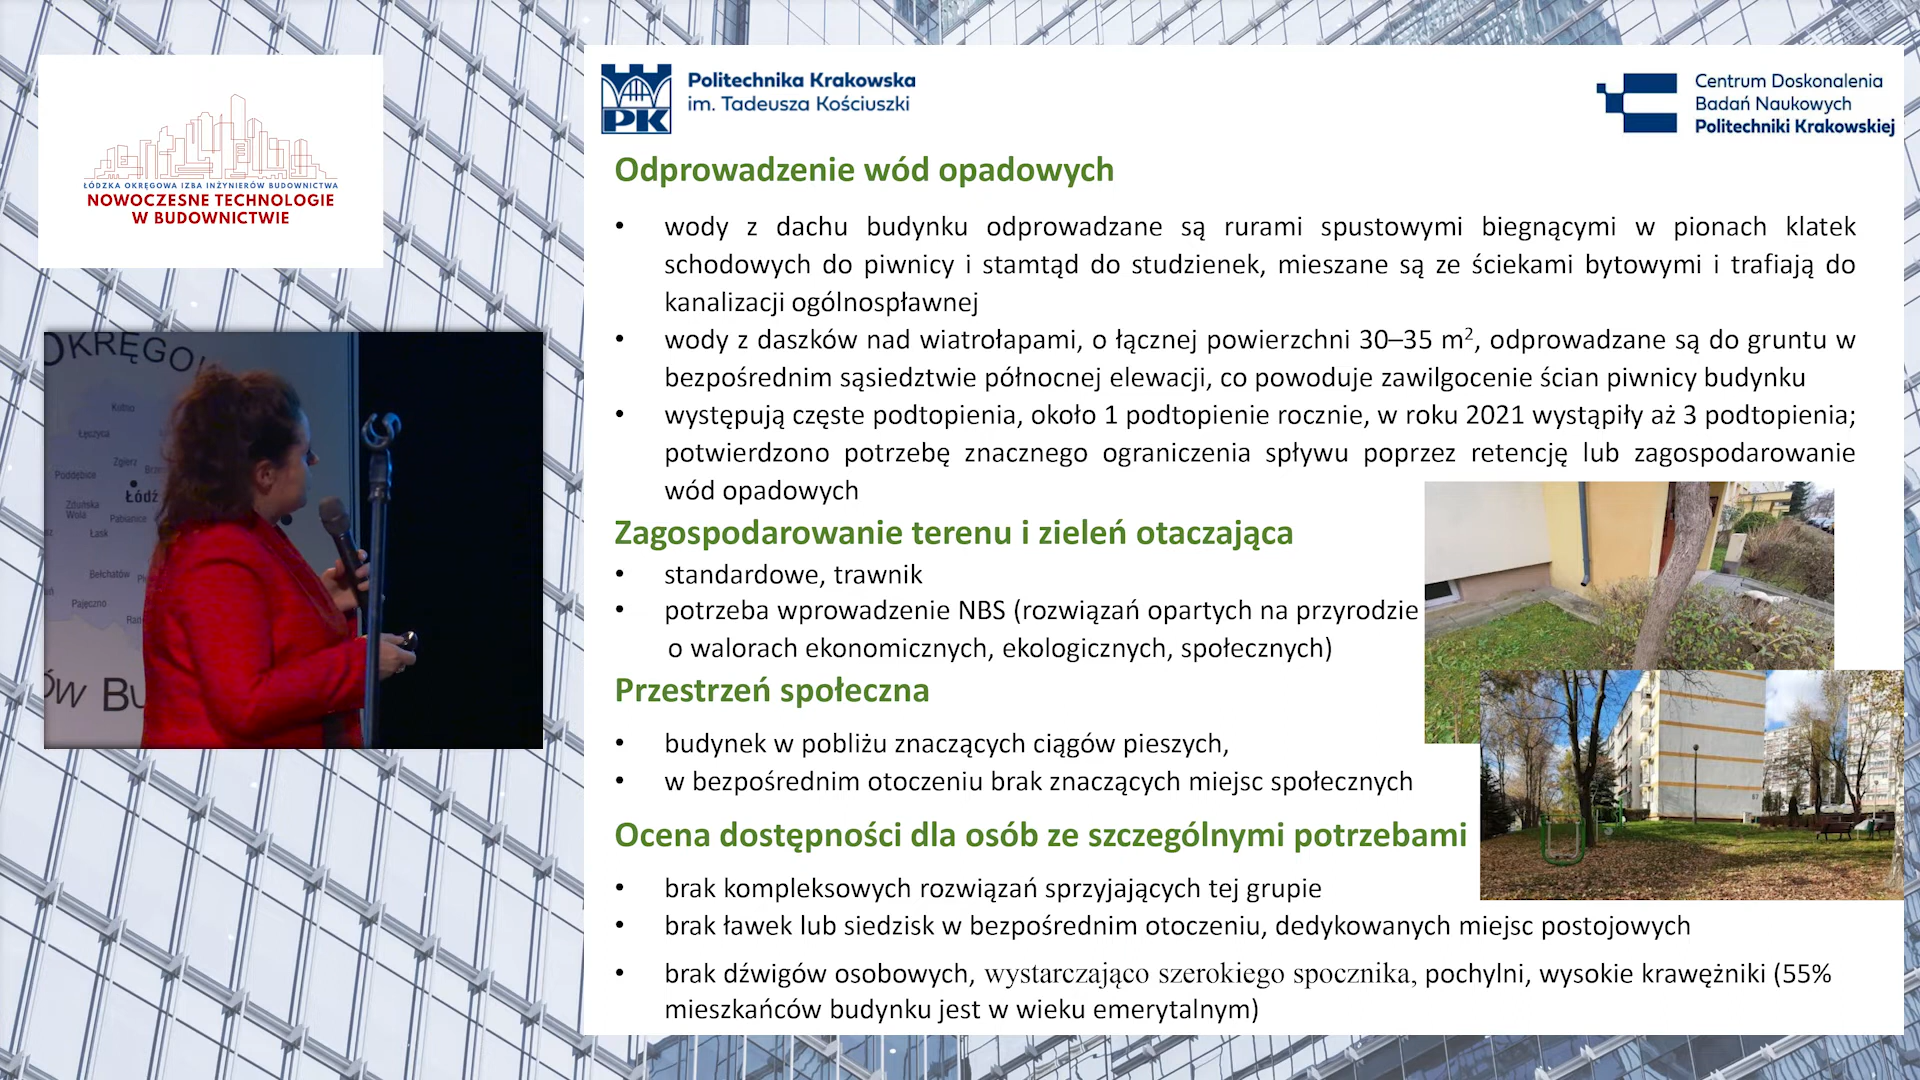 ŁÓDZKA OKRĘGOWA IZBA INŻYNIERÓW BUDOWNICTWA
NOWOCZESNE TECHNOLOGIE
W BUDOWNICTWIE
OKRĘGO
Kutno
Łęczyca
Zgierz
Poddębice
Łódź
Zduńska
Wola
Pabianice
Łask
Bełchatów
Pajęczno
ÓW BU
PK
Politechnika Krakowska
im. Tadeusza Kościuszki
Centrum Doskonalenia
Badań Naukowych
Politechniki Krakowskiej
Odprowadzenie wód opadowych
• wody z dachu budynku odprowadzane są rurami spustowymi biegnącymi w pionach klatek
schodowych do piwnicy i stamtąd do studzienek, mieszane są ze ściekami bytowymi i trafiają do
kanalizacji ogólnospławnej
• wody z daszków nad wiatrołapami, o łącznej powierzchni 30–35 m², odprowadzane są do gruntu w
bezpośrednim sąsiedztwie północnej elewacji, co powoduje zawilgocenie ścian piwnicy budynku
• występują częste podtopienia, około 1 podtopienie rocznie, w roku 2021 wystąpiły aż 3 podtopienia;
potwierdzono potrzebę znacznego ograniczenia spływu poprzez retencję lub zagospodarowanie
wód opadowych
Zagospodarowanie terenu i zieleń otaczająca
• standardowe, trawnik
• potrzeba wprowadzenie NBS (rozwiązań opartych na przyrodzie
o walorach ekonomicznych, ekologicznych, społecznych)
Przestrzeń społeczna
• budynek w pobliżu znaczących ciągów pieszych,
• w bezpośrednim otoczeniu brak znaczących miejsc społecznych
Ocena dostępności dla osób ze szczególnymi potrzebami
• brak kompleksowych rozwiązań sprzyjających tej grupie
• brak ławek lub siedzisk w bezpośrednim otoczeniu, dedykowanych miejsc postojowych
• brak dźwigów osobowych, wystarczająco szerokiego spocznika, pochylni, wysokie krawężniki (55%
mieszkańców budynku jest w wieku emerytalnym)